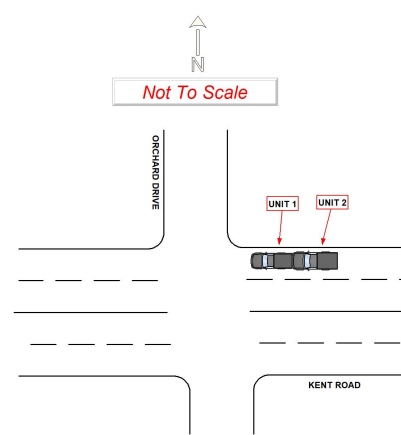 N
Not To Scale
ORCHARD DRIVE
UNIT 1
UNIT 2
KENT ROAD